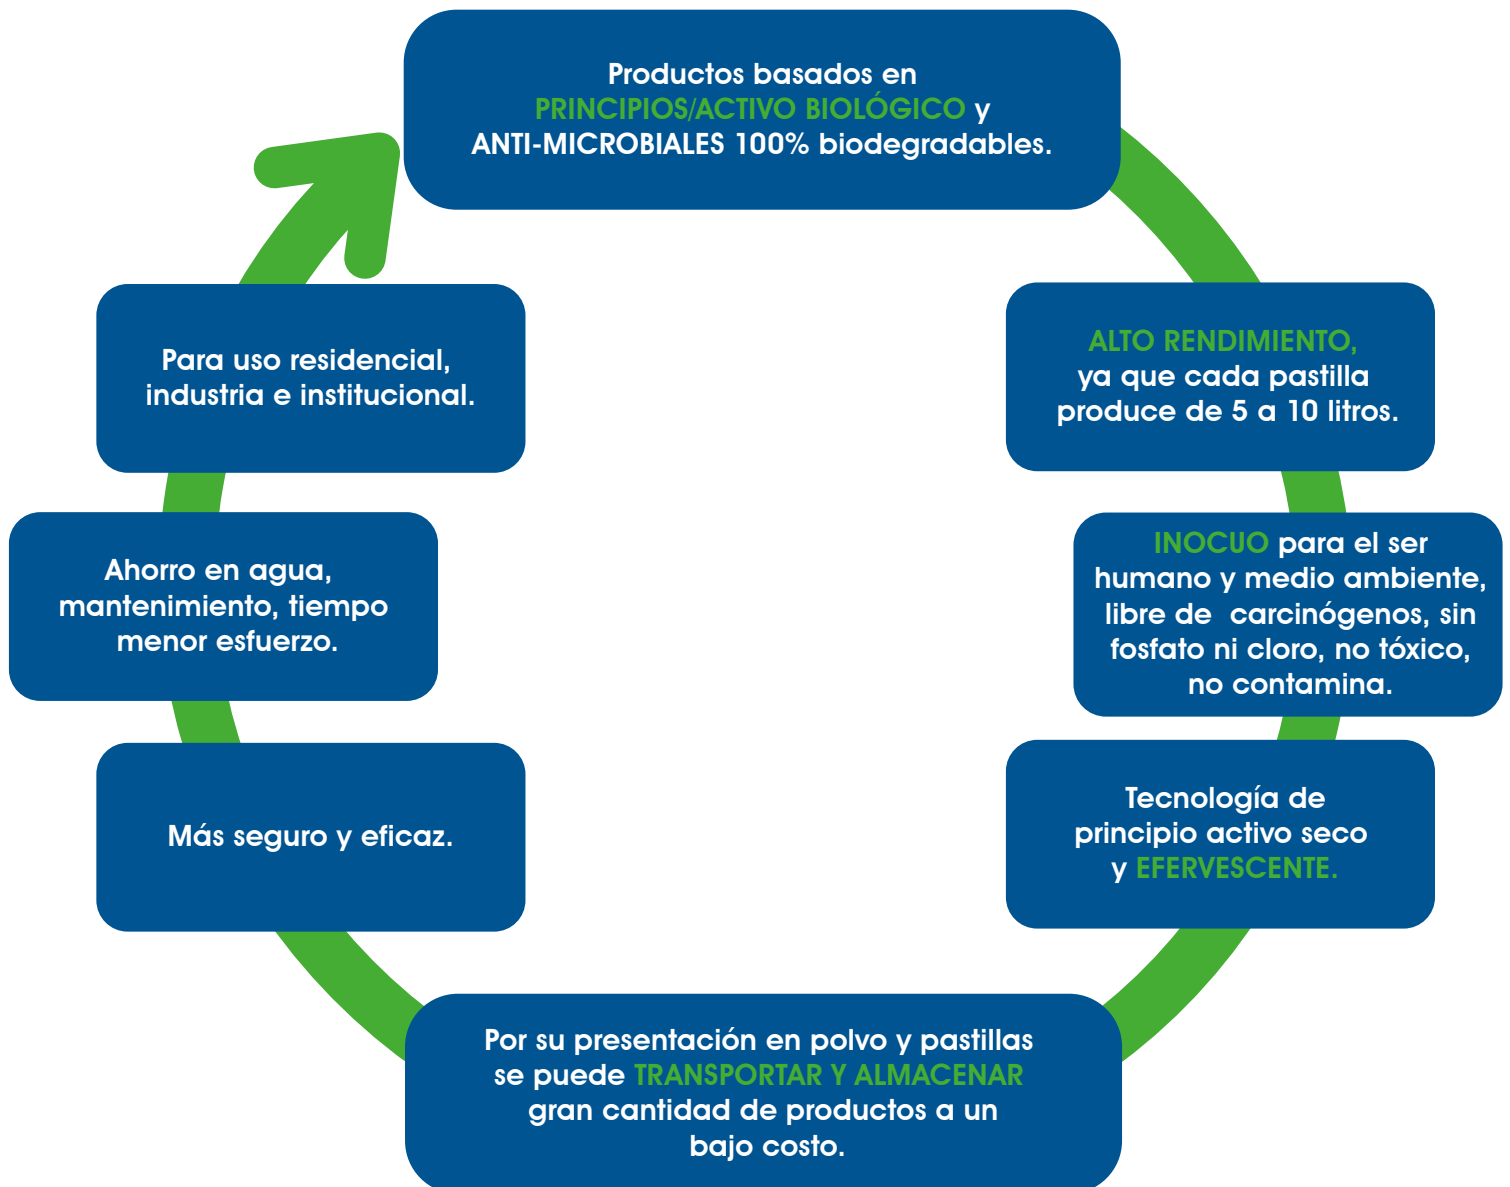 Productos basados en
PRINCIPIOS/ACTIVO BIOLÓGICO y
ANTI-MICROBIALES 100% biodegradables.
ALTO RENDIMIENTO,
ya que cada pastilla
produce de 5 a 10 litros.
INOCUO para el ser
humano y medio ambiente,
libre de carcinógenos, sin
fosfato ni cloro, no tóxico,
no contamina.
Tecnología de
principio activo seco
y EFERVESCENTE.
Por su presentación en polvo y pastillas
se puede TRANSPORTAR Y ALMACENAR
gran cantidad de productos a un
bajo costo.
Más seguro y eficaz.
Ahorro en agua,
mantenimiento, tiempo
menor esfuerzo.
Para uso residencial,
industria e institucional.